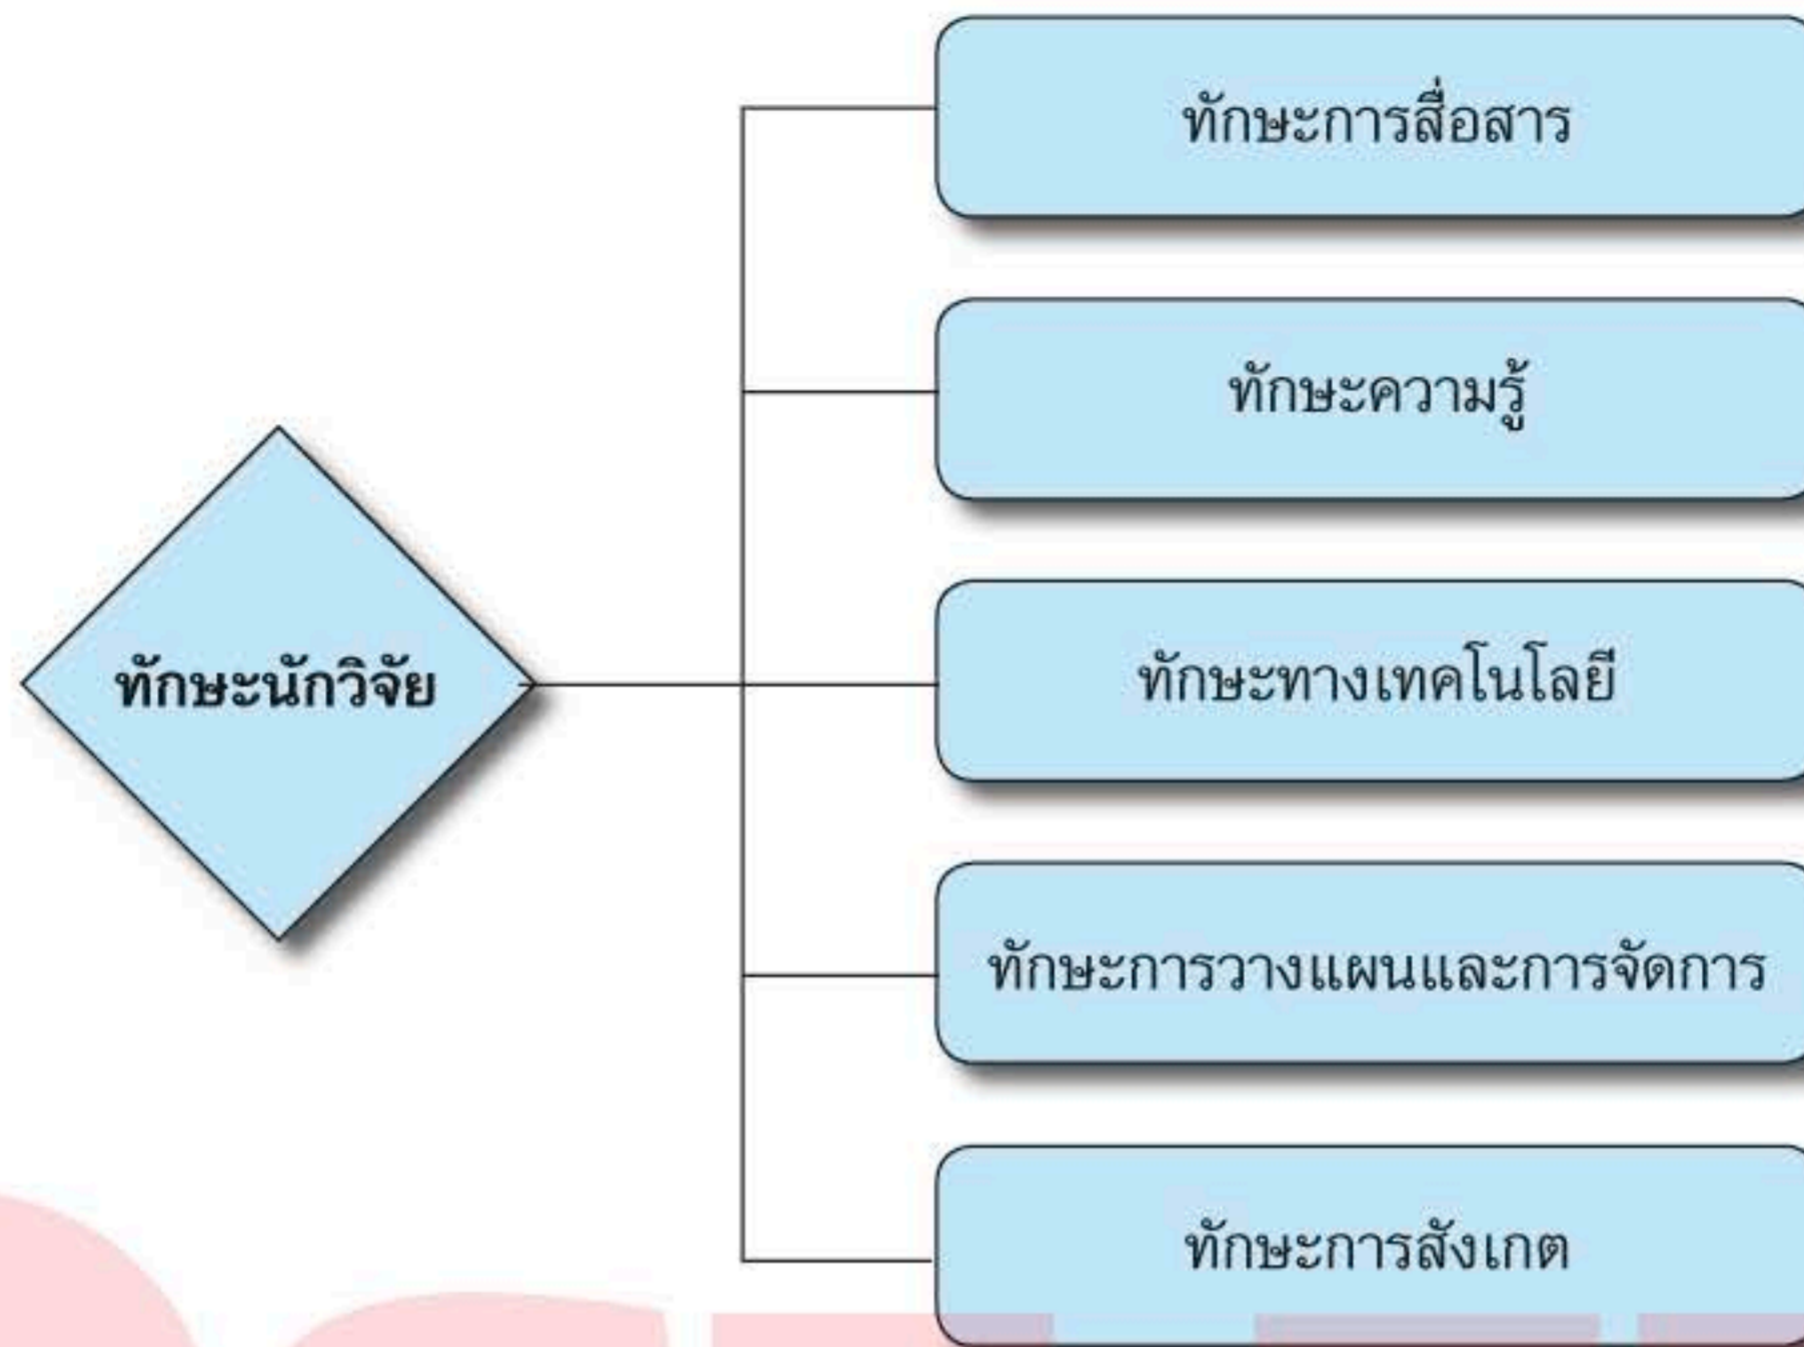 ทักษะการสื่อสาร
ทักษะความรู้
ทักษะนักวิจัย
ทักษะทางเทคโนโลยี
ทักษะการวางแผนและการจัดการ
ทักษะการสังเกต